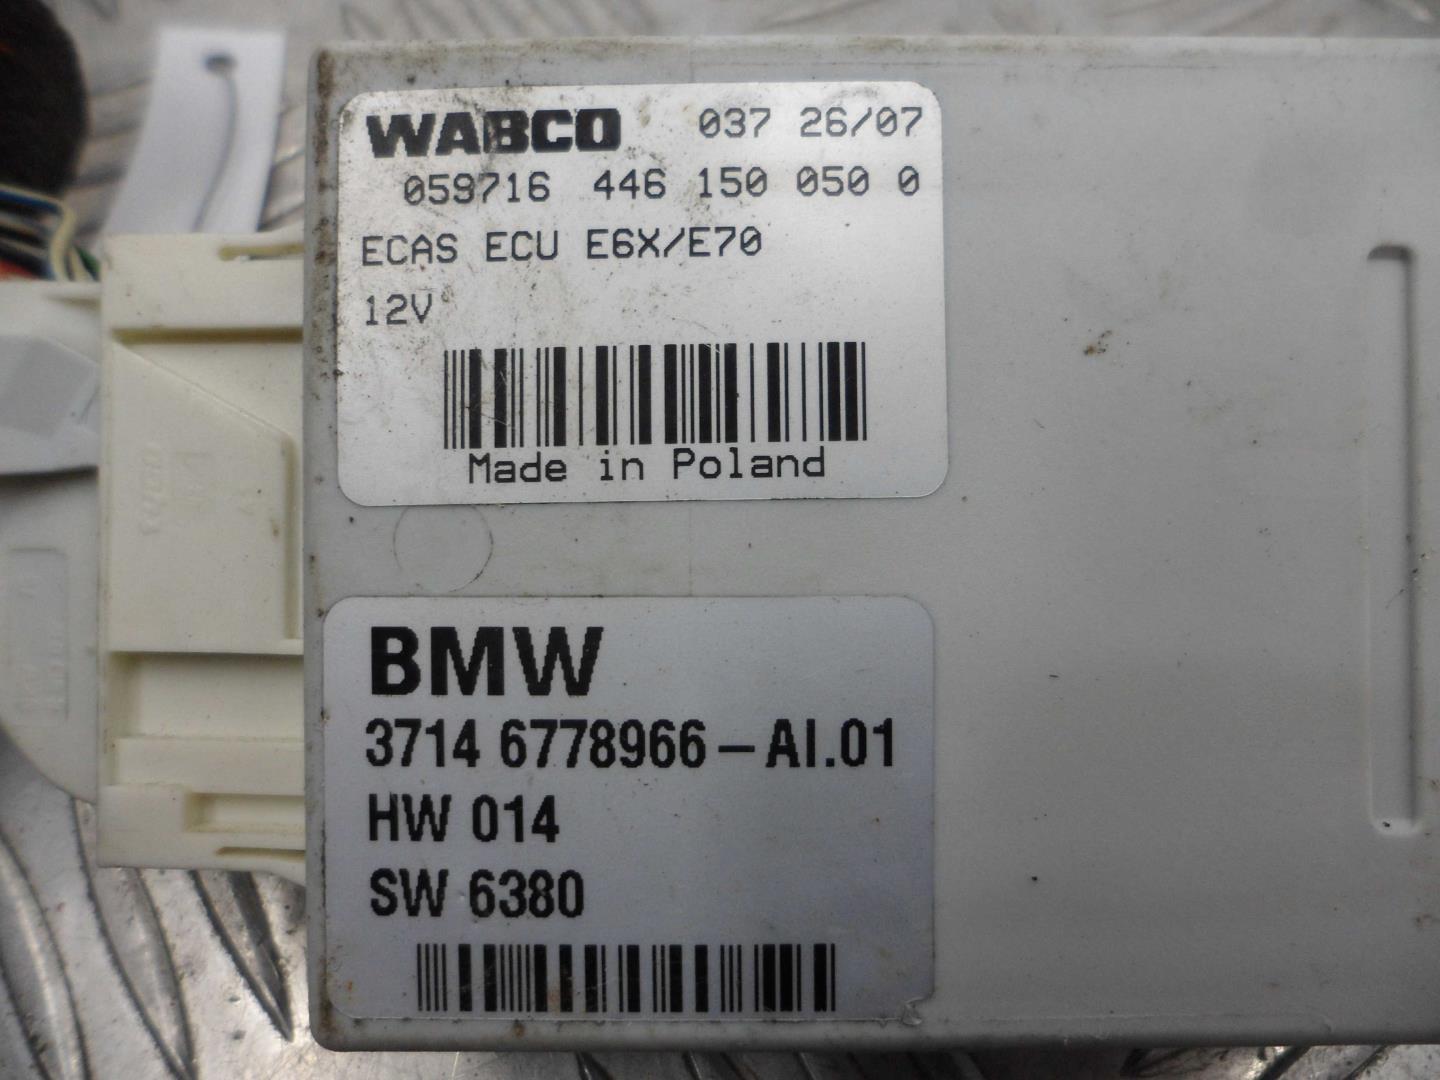 WABCO 037 26/07
059716 446 150 050 0
ECAS ECU E6X/E70
12V
Made in Poland
BMW
3714 6778966-AI.01
HW 014
SW 6380